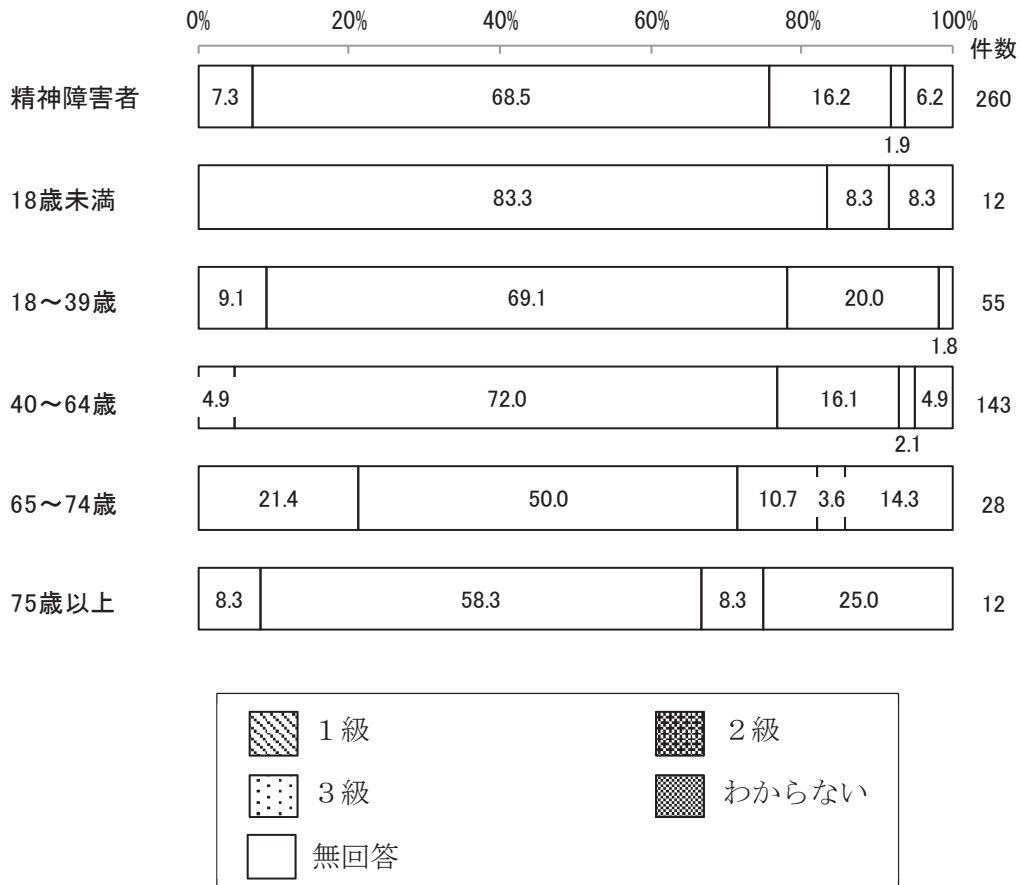 0% 20% 40% 60% 80% 100%
件数
精神障害者 7.3 68.5 16.2 6.2 260
1.9
18歳未満 83.3 8.3 8.3 12
18～39歳 9.1 69.1 20.0 55
1.8
40～64歳 4.9 72.0 16.1 4.9 143
2.1
65～74歳 21.4 50.0 10.7 3.6 14.3 28
75歳以上 8.3 58.3 8.3 25.0 12
１級 ２級
３級 わからない
無回答